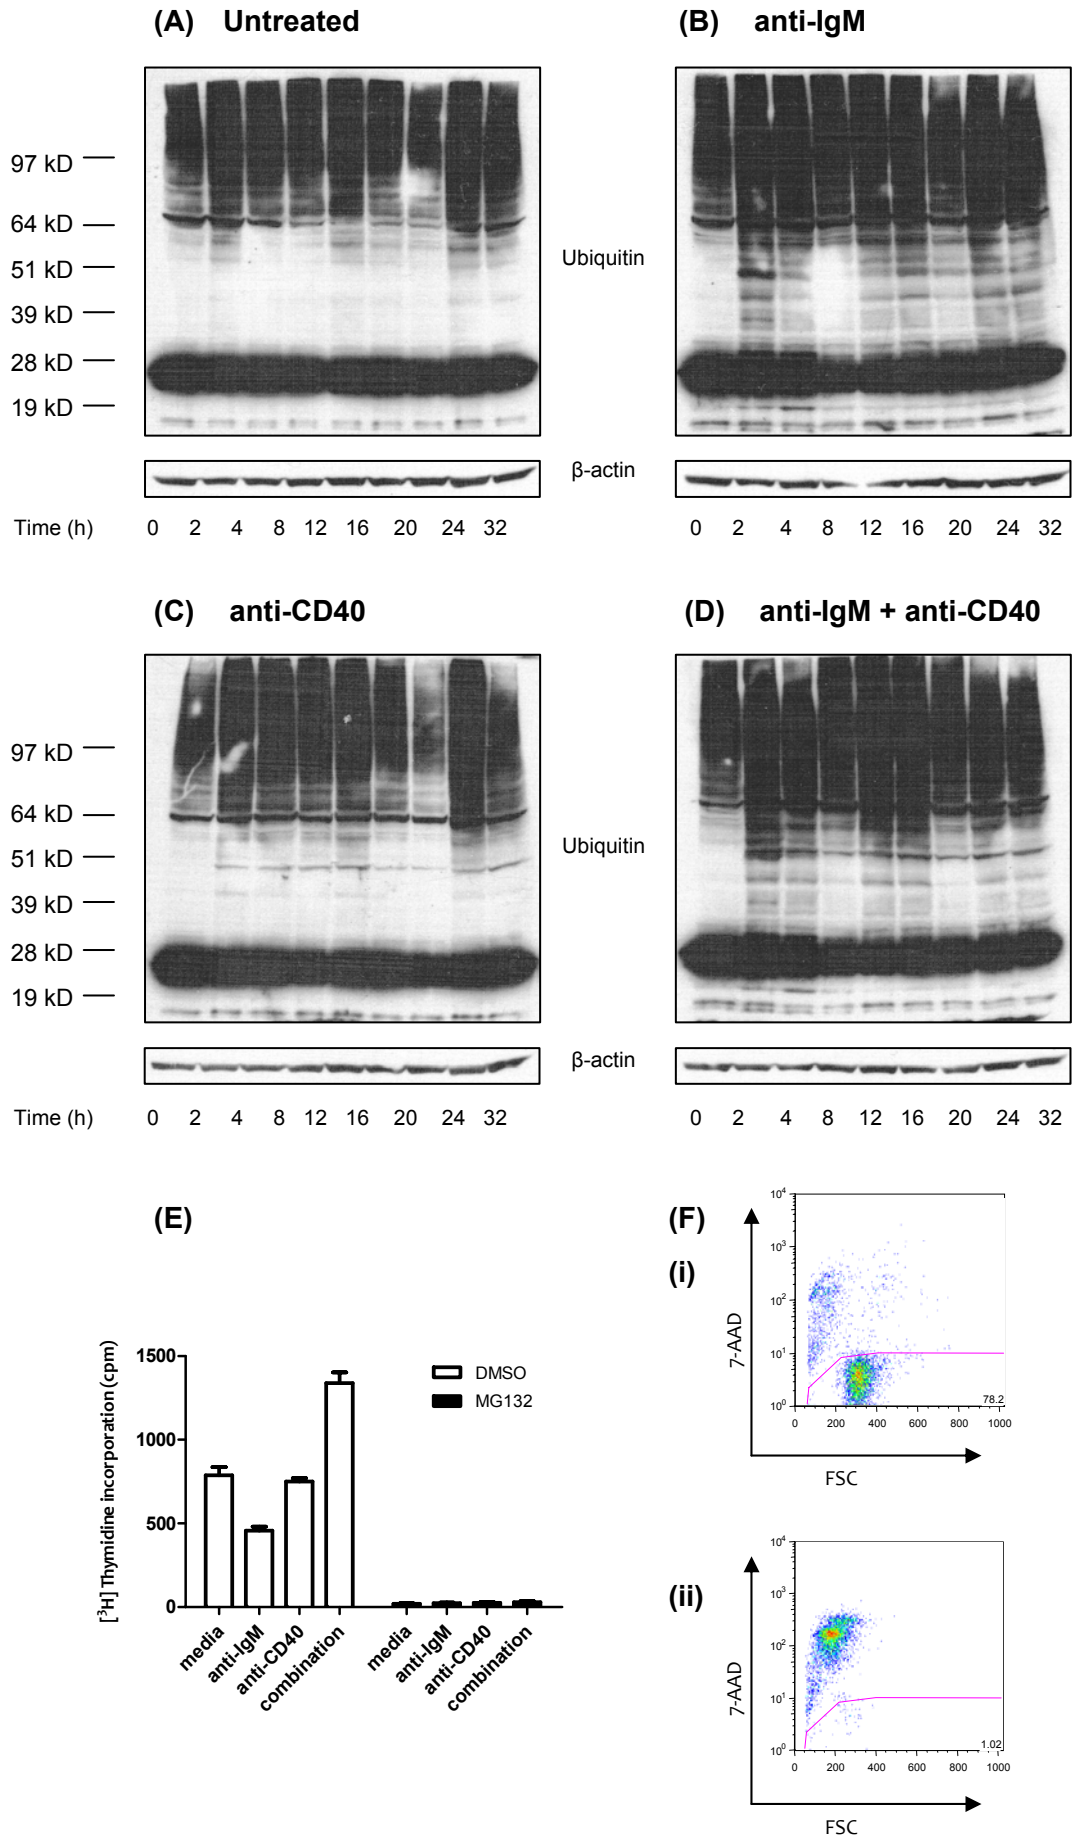 (A) Untreated
(B) anti-IgM
97 kD
64 kD
51 kD
39 kD
28 kD
19 kD
Ubiquitin
β-actin
Time (h) 0 2 4 8 12 16 20 24 32
0 2 4 8 12 16 20 24 32
(C) anti-CD40
(D) anti-IgM + anti-CD40
97 kD
64 kD
51 kD
39 kD
28 kD
19 kD
Ubiquitin
β-actin
Time (h) 0 2 4 8 12 16 20 24 32
0 2 4 8 12 16 20 24 32
(E)
[³H] Thymidine incorporation (cpm)
1500
1000
500
0
DMSO
MG132
media
anti-IgM
anti-CD40
combination
media
anti-IgM
anti-CD40
combination
(F)
(i)
7-AAD
10⁴
10³
10²
10¹
10⁰
78.2
0 200 400 600 800 1000
FSC
(ii)
7-AAD
10⁴
10³
10²
10¹
10⁰
1.02
0 200 400 600 800 1000
FSC